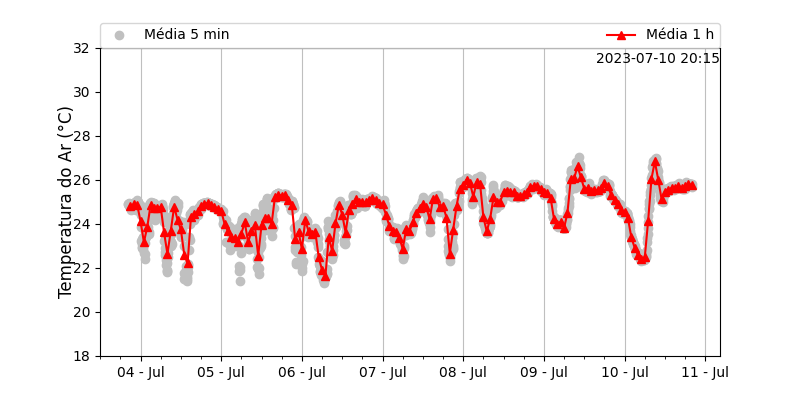 Média 5 min
Média 1 h
2023-07-10 20:15
Temperatura do Ar (°C)
32
30
28
26
24
22
20
18
04 - Jul
05 - Jul
06 - Jul
07 - Jul
08 - Jul
09 - Jul
10 - Jul
11 - Jul